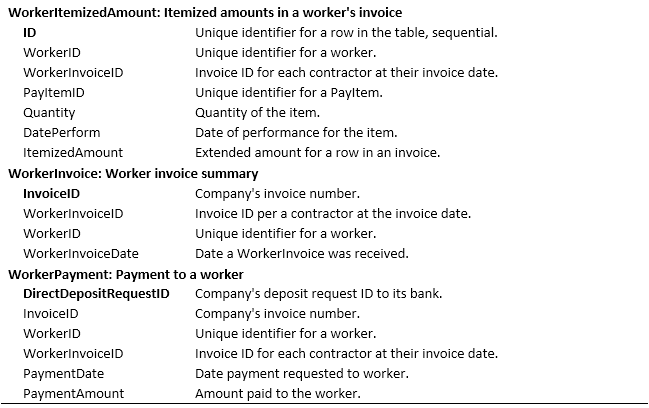 WorkerItemizedAmount: Itemized amounts in a worker's invoice
ID Unique identifier for a row in the table, sequential.
WorkerID Unique identifier for a worker.
WorkerInvoiceID Invoice ID for each contractor at their invoice date.
PayItemID Unique identifier for a PayItem.
Quantity Quantity of the item.
DatePerform Date of performance for the item.
ItemizedAmount Extended amount for a row in an invoice.
WorkerInvoice: Worker invoice summary
InvoiceID Company's invoice number.
WorkerInvoiceID Invoice ID per a contractor at the invoice date.
WorkerID Unique identifier for a worker.
WorkerInvoiceDate Date a WorkerInvoice was received.
WorkerPayment: Payment to a worker
DirectDepositRequestID Company's deposit request ID to its bank.
InvoiceID Company's invoice number.
WorkerID Unique identifier for a worker.
WorkerInvoiceID Invoice ID for each contractor at their invoice date.
PaymentDate Date payment requested to worker.
PaymentAmount Amount paid to the worker.